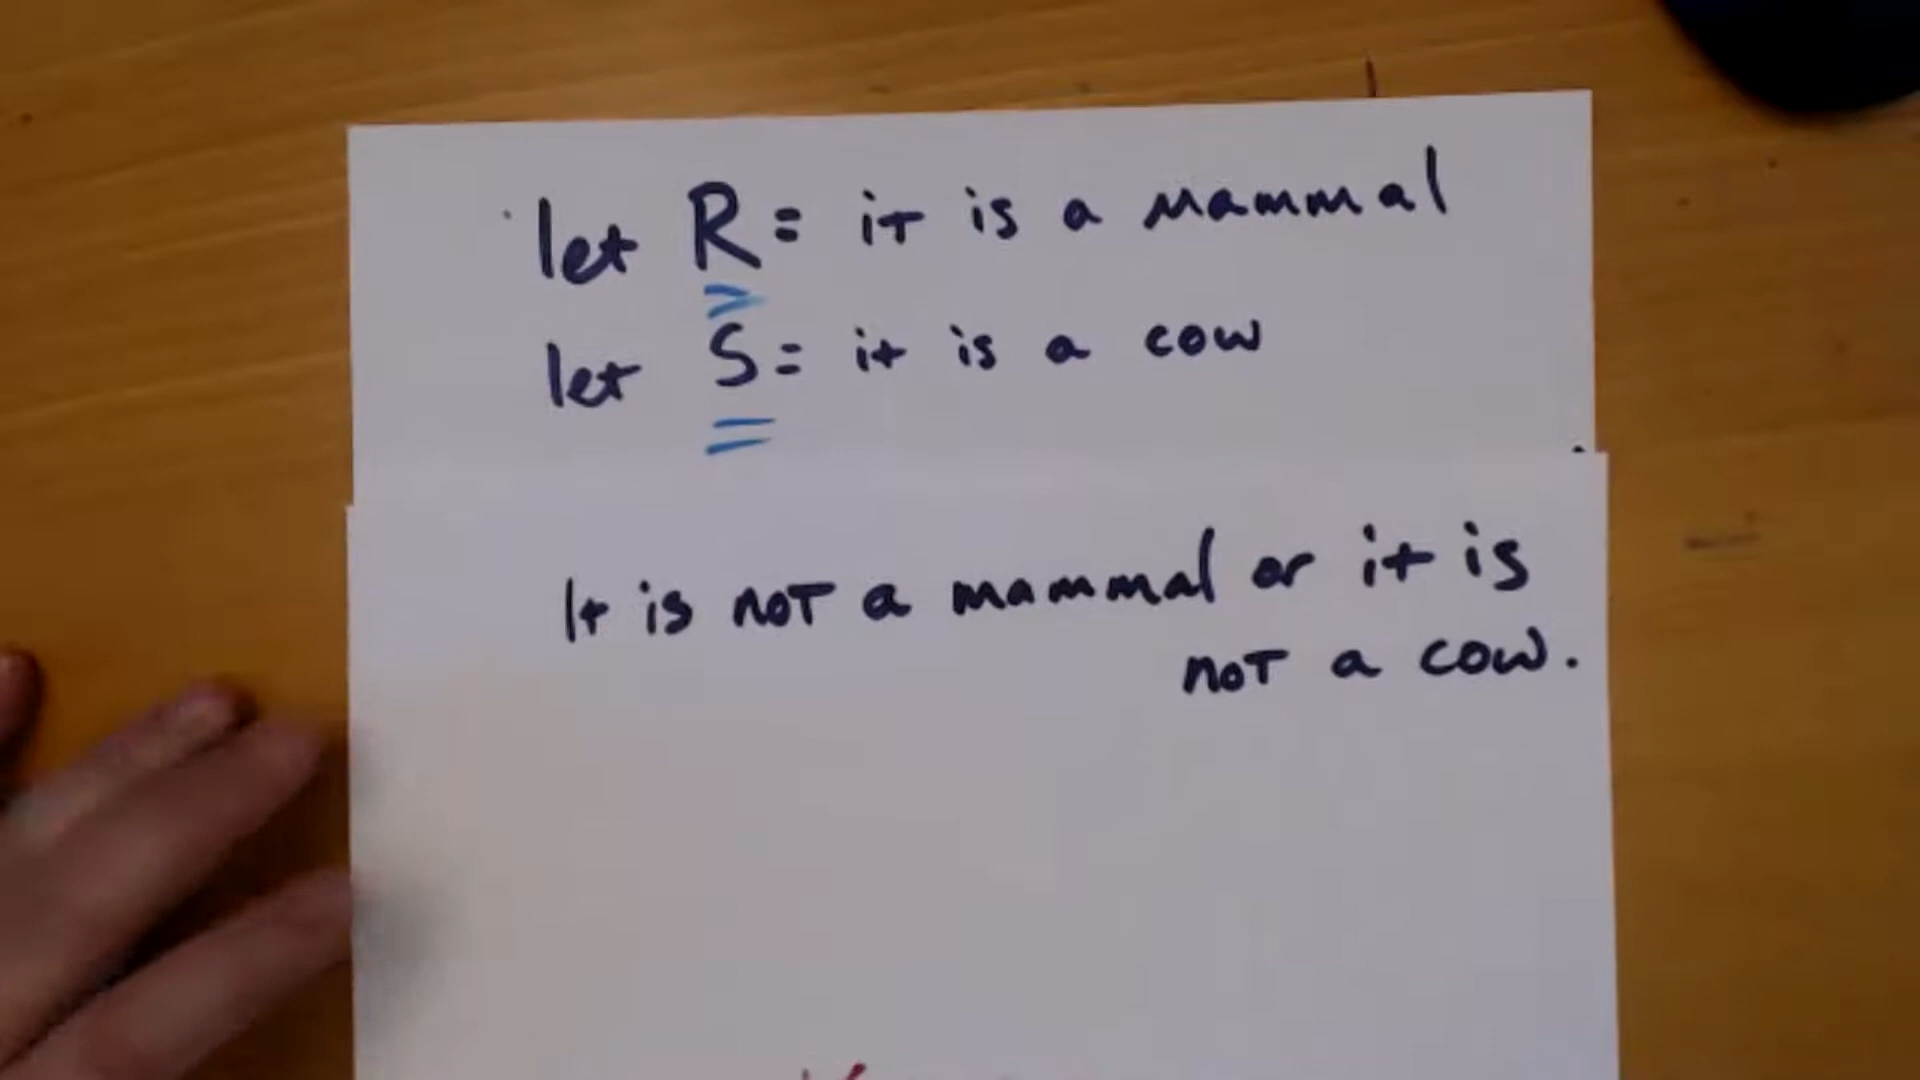 let R = it is a mammal
let S = it is a cow
It is not a mammal or it is
not a cow.